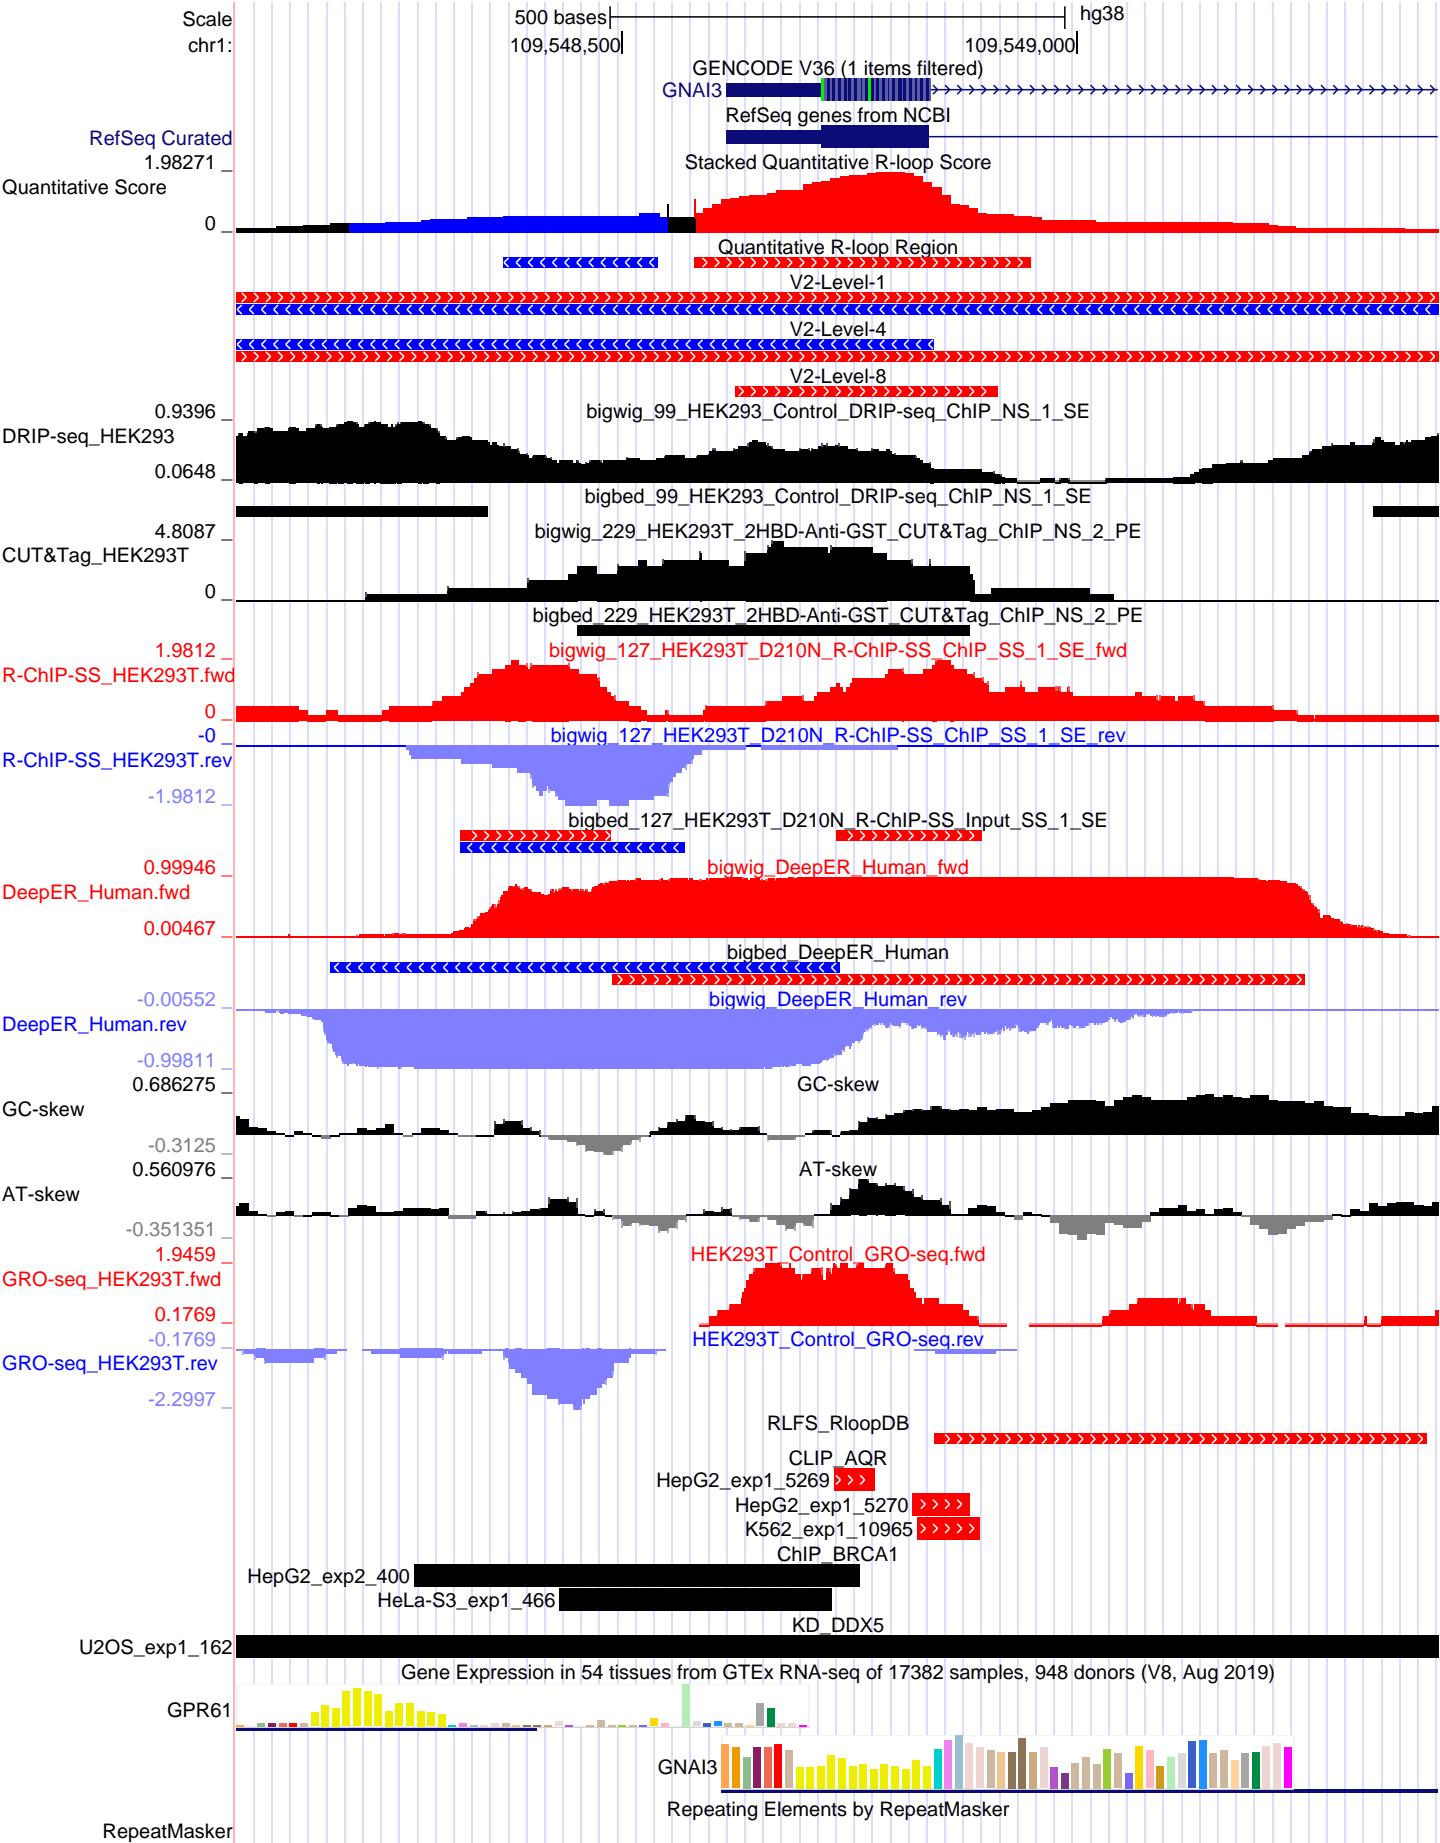 Scale 500 bases hg38
chr1: 109,548,500 109,549,000
GENCODE V36 (1 items filtered)
GNAI3
RefSeq genes from NCBI
RefSeq Curated
1.98271 Stacked Quantitative R-loop Score
Quantitative Score
0
Quantitative R-loop Region
V2-Level-1
V2-Level-4
V2-Level-8
0.9396 bigwig_99_HEK293_Control_DRIP-seq_ChIP_NS_1_SE
DRIP-seq_HEK293
0.0648
bigbed_99_HEK293_Control_DRIP-seq_ChIP_NS_1_SE
4.8087 bigwig_229_HEK293T_2HBD-Anti-GST_CUT&Tag_ChIP_NS_2_PE
CUT&Tag_HEK293T
0
bigbed_229_HEK293T_2HBD-Anti-GST_CUT&Tag_ChIP_NS_2_PE
1.9812 bigwig_127_HEK293T_D210N_R-ChIP-SS_ChIP_SS_1_SE_fwd
R-ChIP-SS_HEK293T.fwd
0
-0 bigwig_127_HEK293T_D210N_R-ChIP-SS_ChIP_SS_1_SE_rev
R-ChIP-SS_HEK293T.rev
-1.9812
bigbed_127_HEK293T_D210N_R-ChIP-SS_Input_SS_1_SE
0.99946 bigwig_DeepER_Human_fwd
DeepER_Human.fwd
0.00467
bigbed_DeepER_Human
-0.00552 bigwig_DeepER_Human_rev
DeepER_Human.rev
-0.99811
0.686275 GC-skew
GC-skew
-0.3125
0.560976 AT-skew
AT-skew
-0.351351
1.9459 HEK293T_Control_GRO-seq.fwd
GRO-seq_HEK293T.fwd
0.1769
-0.1769 HEK293T_Control_GRO-seq.rev
GRO-seq_HEK293T.rev
-2.2997
RLFS_RloopDB
CLIP_AQR
HepG2_exp1_5269
HepG2_exp1_5270
K562_exp1_10965
ChIP_BRCA1
HepG2_exp2_400
HeLa-S3_exp1_466
KD_DDX5
U2OS_exp1_162
Gene Expression in 54 tissues from GTEx RNA-seq of 17382 samples, 948 donors (V8, Aug 2019)
GPR61
GNAI3
Repeating Elements by RepeatMasker
RepeatMasker